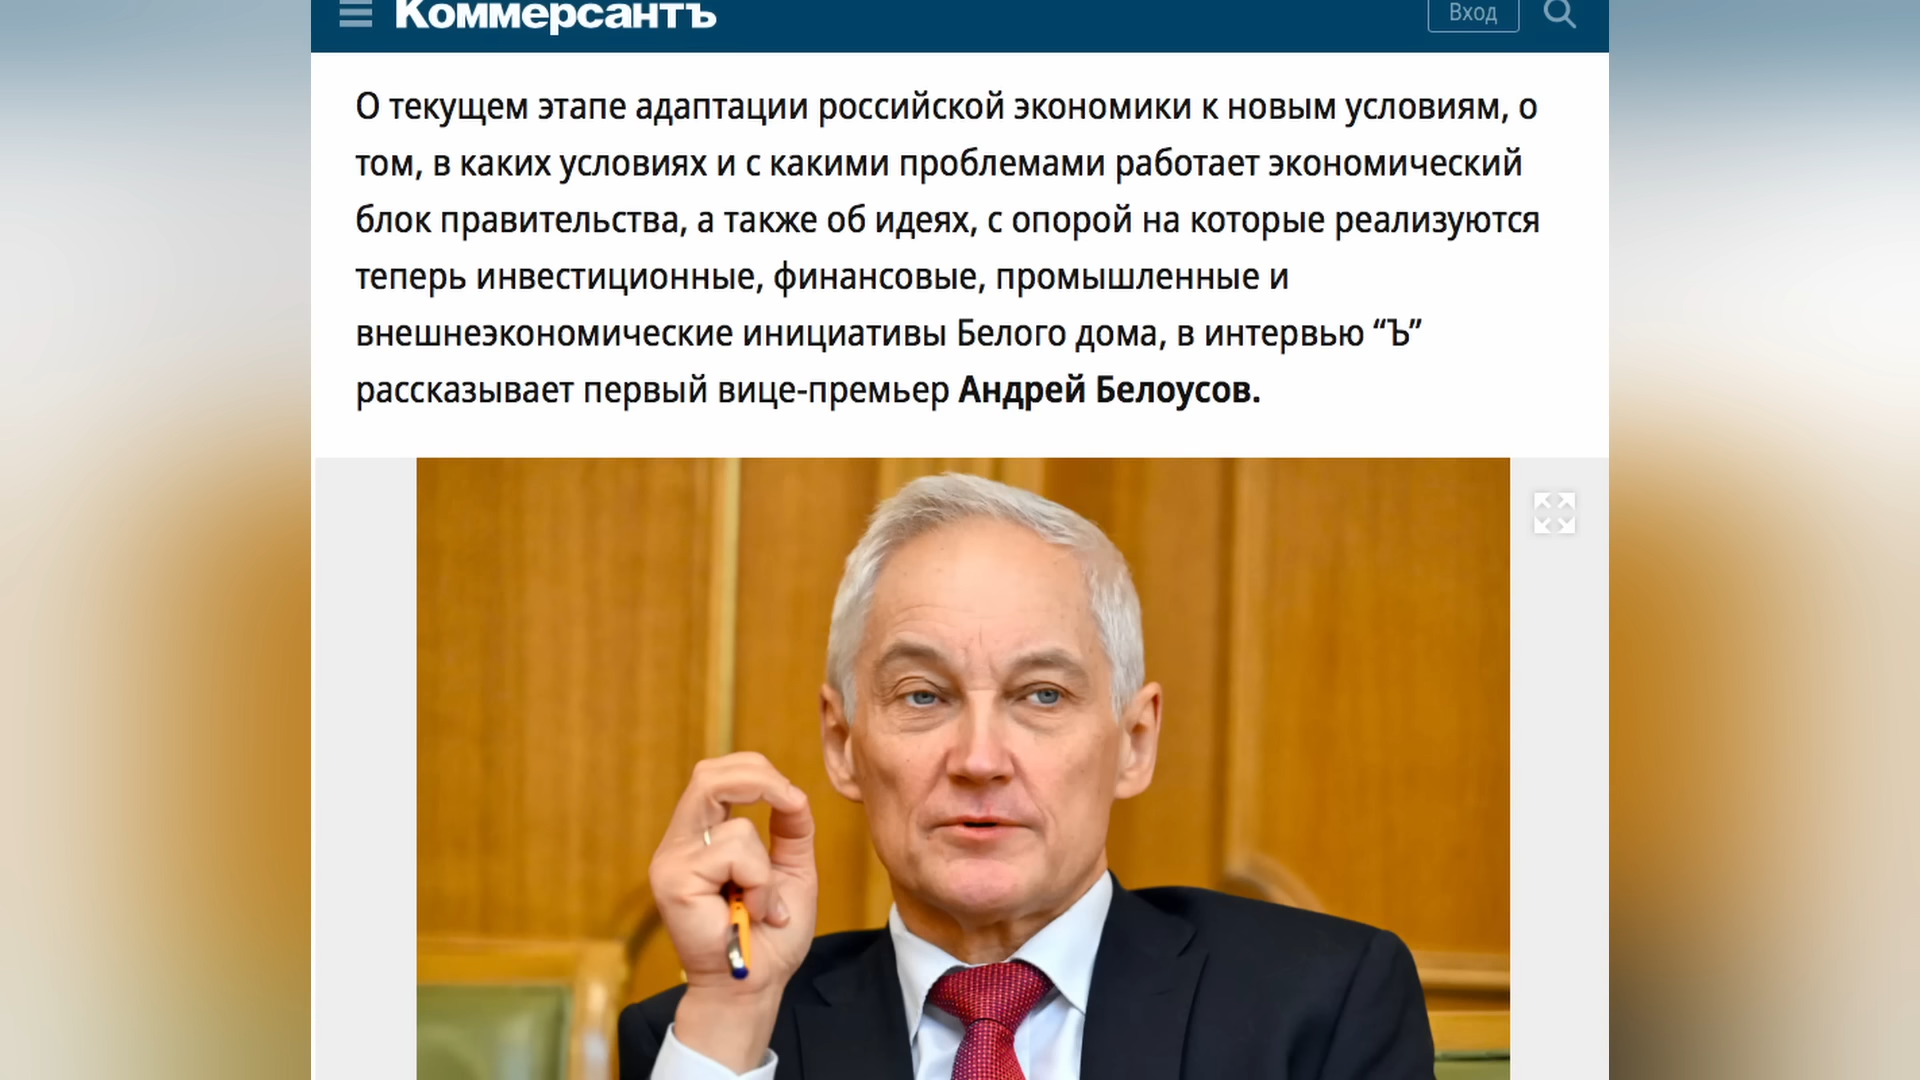 Коммерсантъ
Вход
О текущем этапе адаптации российской экономики к новым условиям, о
том, в каких условиях и с какими проблемами работает экономический
блок правительства, а также об идеях, с опорой на которые реализуются
теперь инвестиционные, финансовые, промышленные и
внешнеэкономические инициативы Белого дома, в интервью “Ъ”
рассказывает первый вице-премьер Андрей Белоусов.